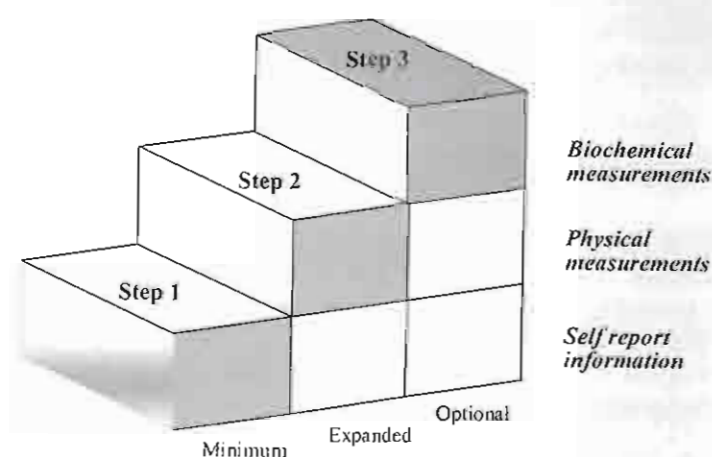 Step 3
Step 2
Step 1
Biochemical
measurements
Physical
measurements
Self report
information
Minimum
Expanded
Optional